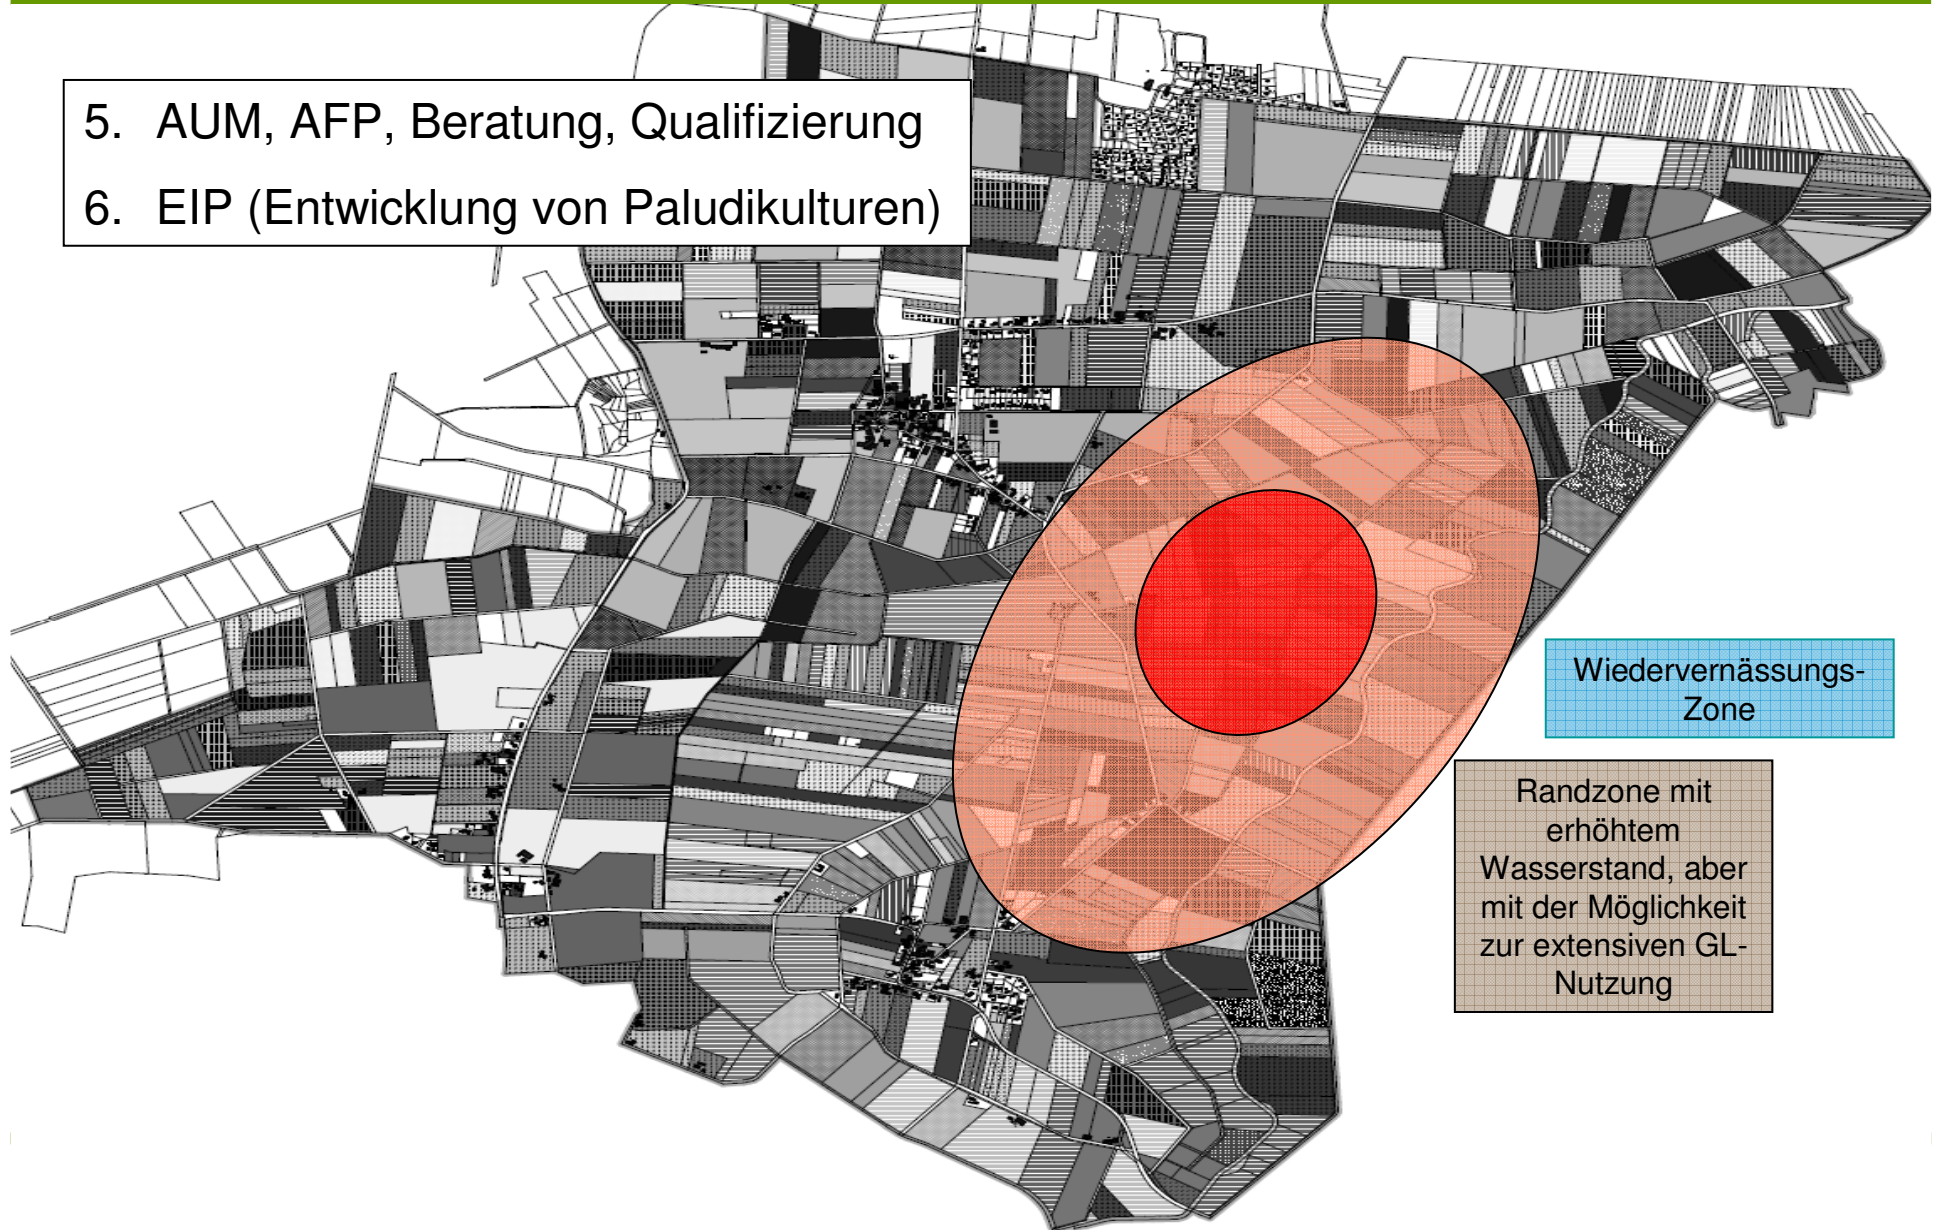 5. AUM, AFP, Beratung, Qualifizierung
6. EIP (Entwicklung von Paludikulturen)
Wiedervernässungs-
Zone
Randzone mit
erhöhtem
Wasserstand, aber
mit der Möglichkeit
zur extensiven GL-
Nutzung